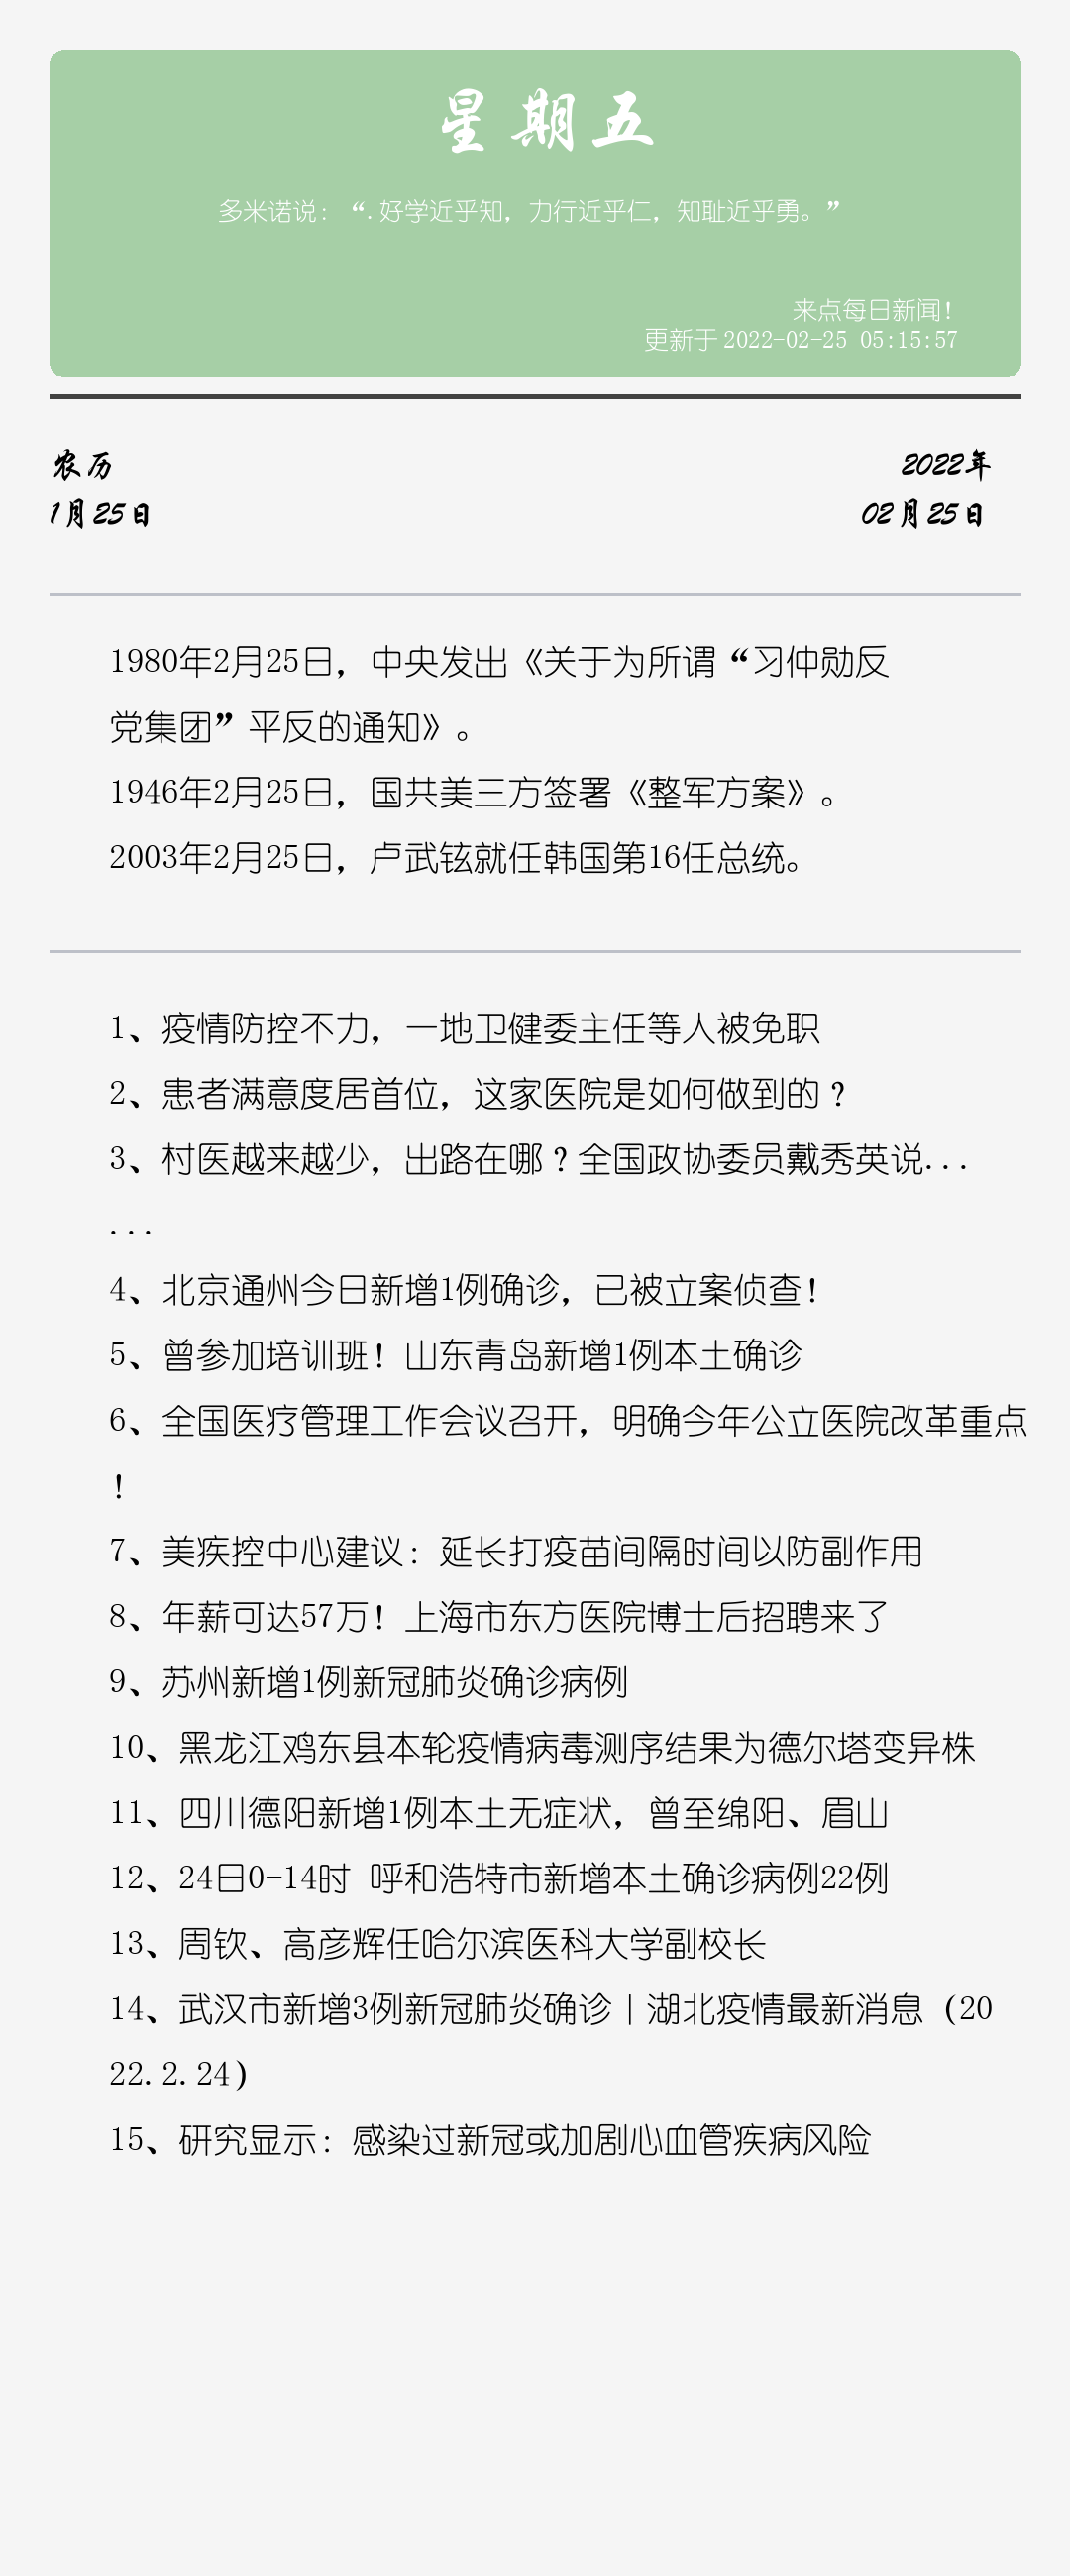 星期五
多米诺说：“.好学近乎知，力行近乎仁，知耻近乎勇。”
来点每日新闻！
更新于 2022-02-25 05:15:57
农历
1月25日
2022年
02月25日
1980年2月25日，中央发出《关于为所谓“习仲勋反
党集团”平反的通知》。
1946年2月25日，国共美三方签署《整军方案》。
2003年2月25日，卢武铉就任韩国第16任总统。
1、疫情防控不力，一地卫健委主任等人被免职
2、患者满意度居首位，这家医院是如何做到的？
3、村医越来越少，出路在哪？全国政协委员戴秀英说...
...
4、北京通州今日新增1例确诊，已被立案侦查！
5、曾参加培训班！山东青岛新增1例本土确诊
6、全国医疗管理工作会议召开，明确今年公立医院改革重点
！
7、美疾控中心建议：延长打疫苗间隔时间以防副作用
8、年薪可达57万！上海市东方医院博士后招聘来了
9、苏州新增1例新冠肺炎确诊病例
10、黑龙江鸡东县本轮疫情病毒测序结果为德尔塔变异株
11、四川德阳新增1例本土无症状，曾至绵阳、眉山
12、24日0-14时 呼和浩特市新增本土确诊病例22例
13、周钦、高彦辉任哈尔滨医科大学副校长
14、武汉市新增3例新冠肺炎确诊｜湖北疫情最新消息（20
22.2.24）
15、研究显示：感染过新冠或加剧心血管疾病风险